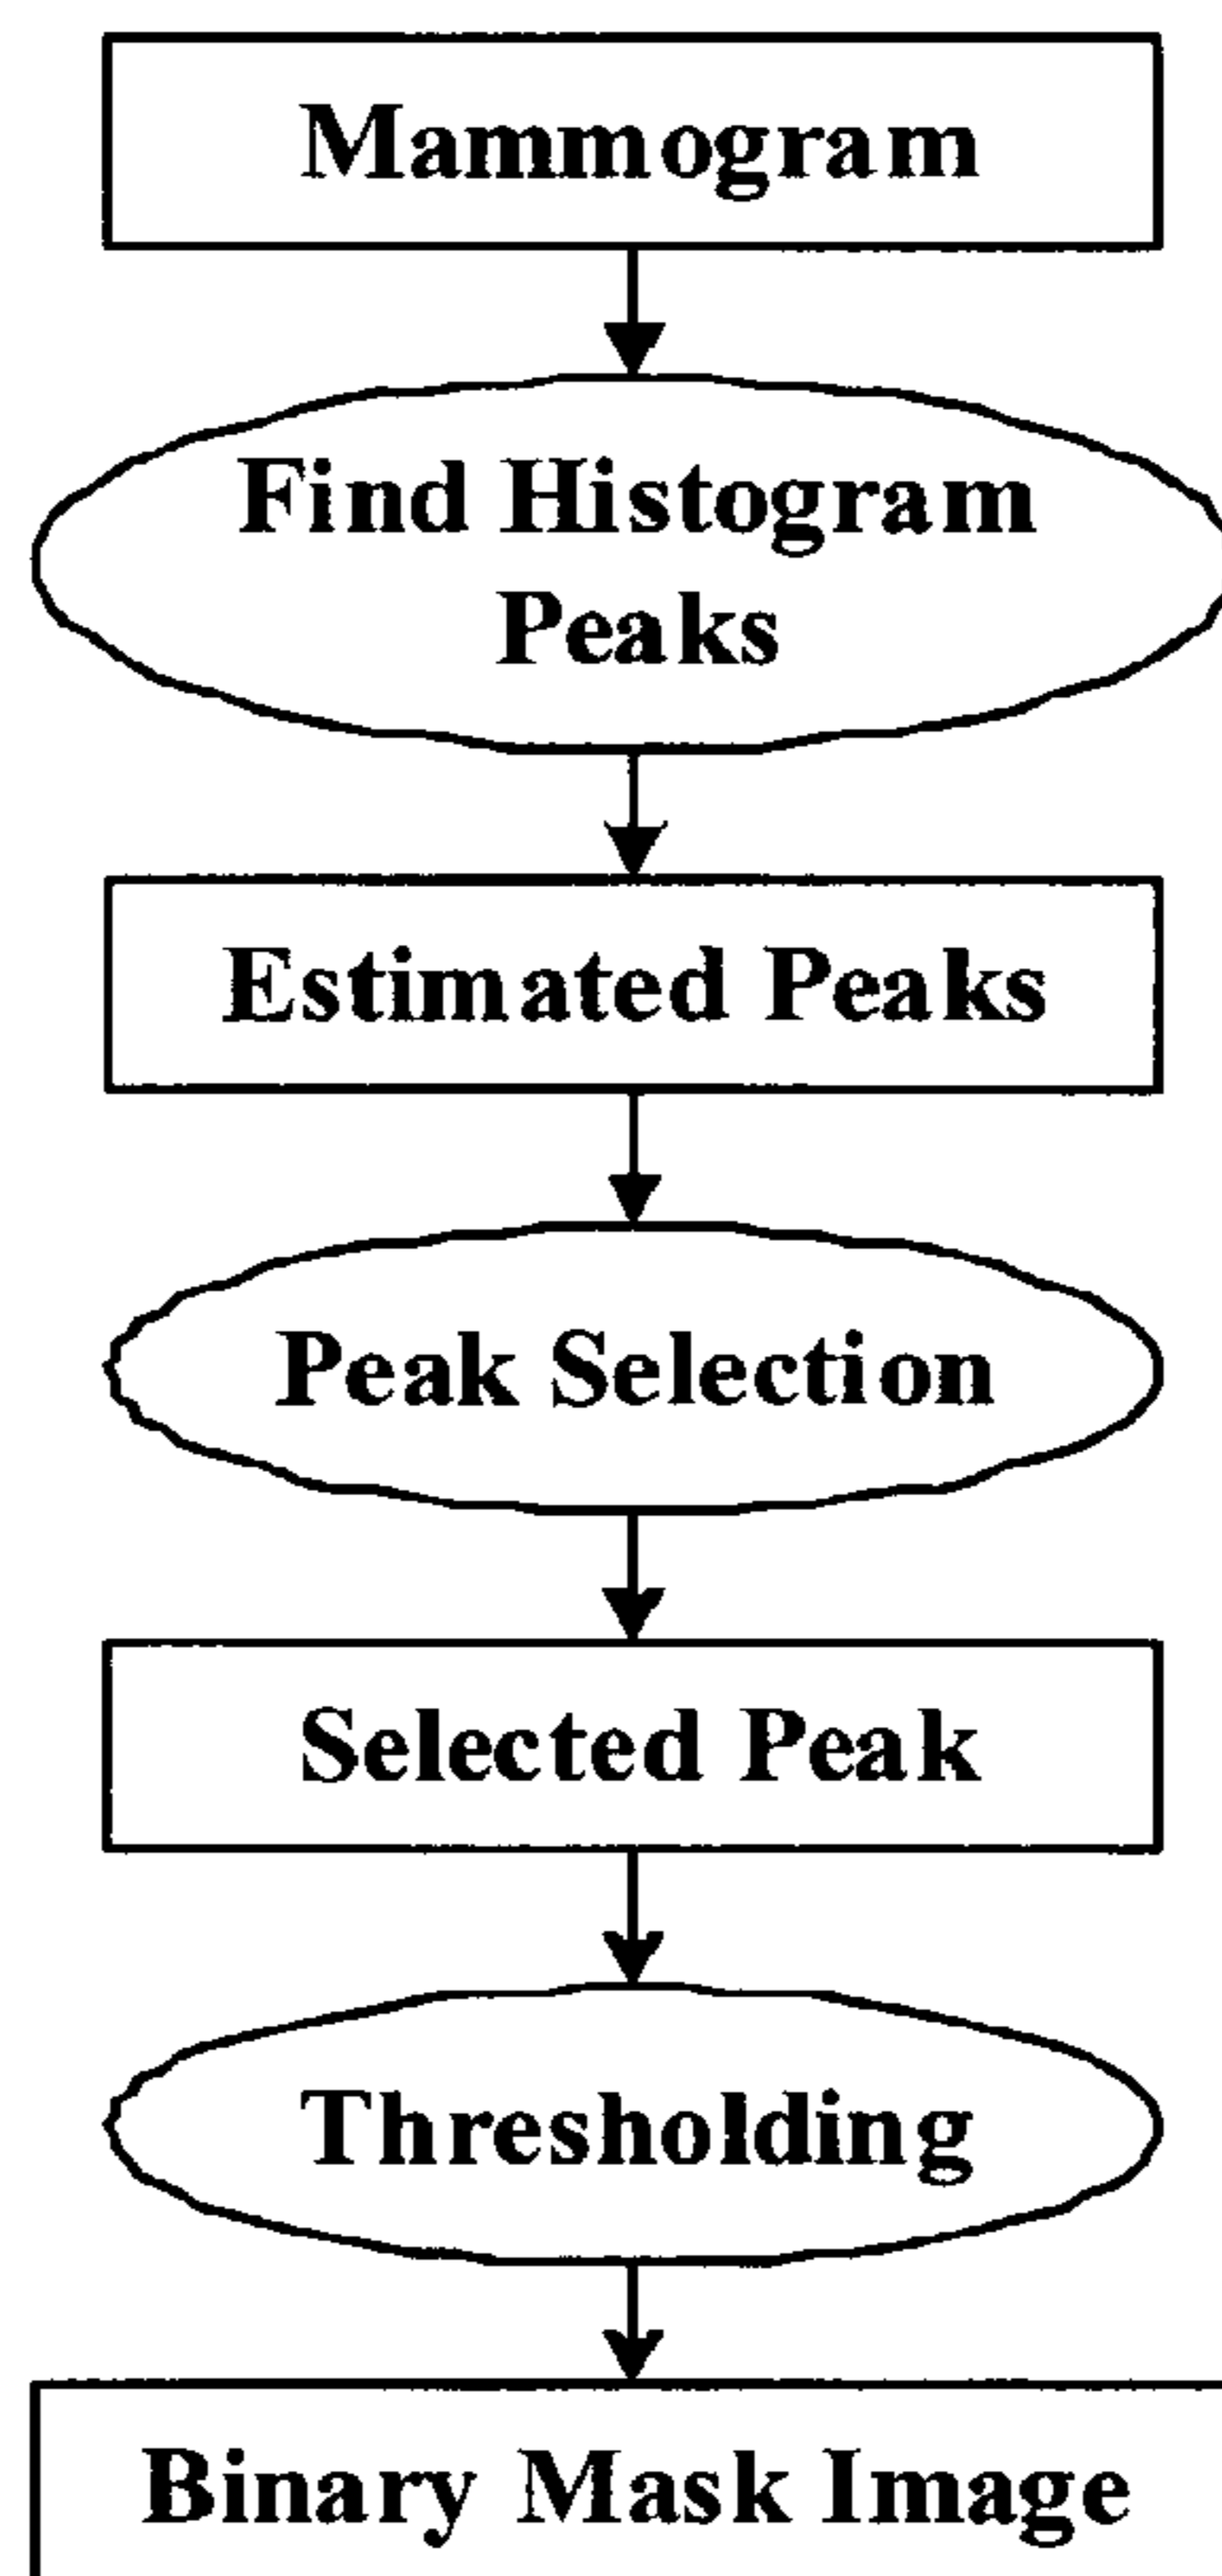 Mammogram
Find Histogram
Peaks
Estimated Peaks
Peak Selection
Selected Peak
Thresholding
Binary Mask Image